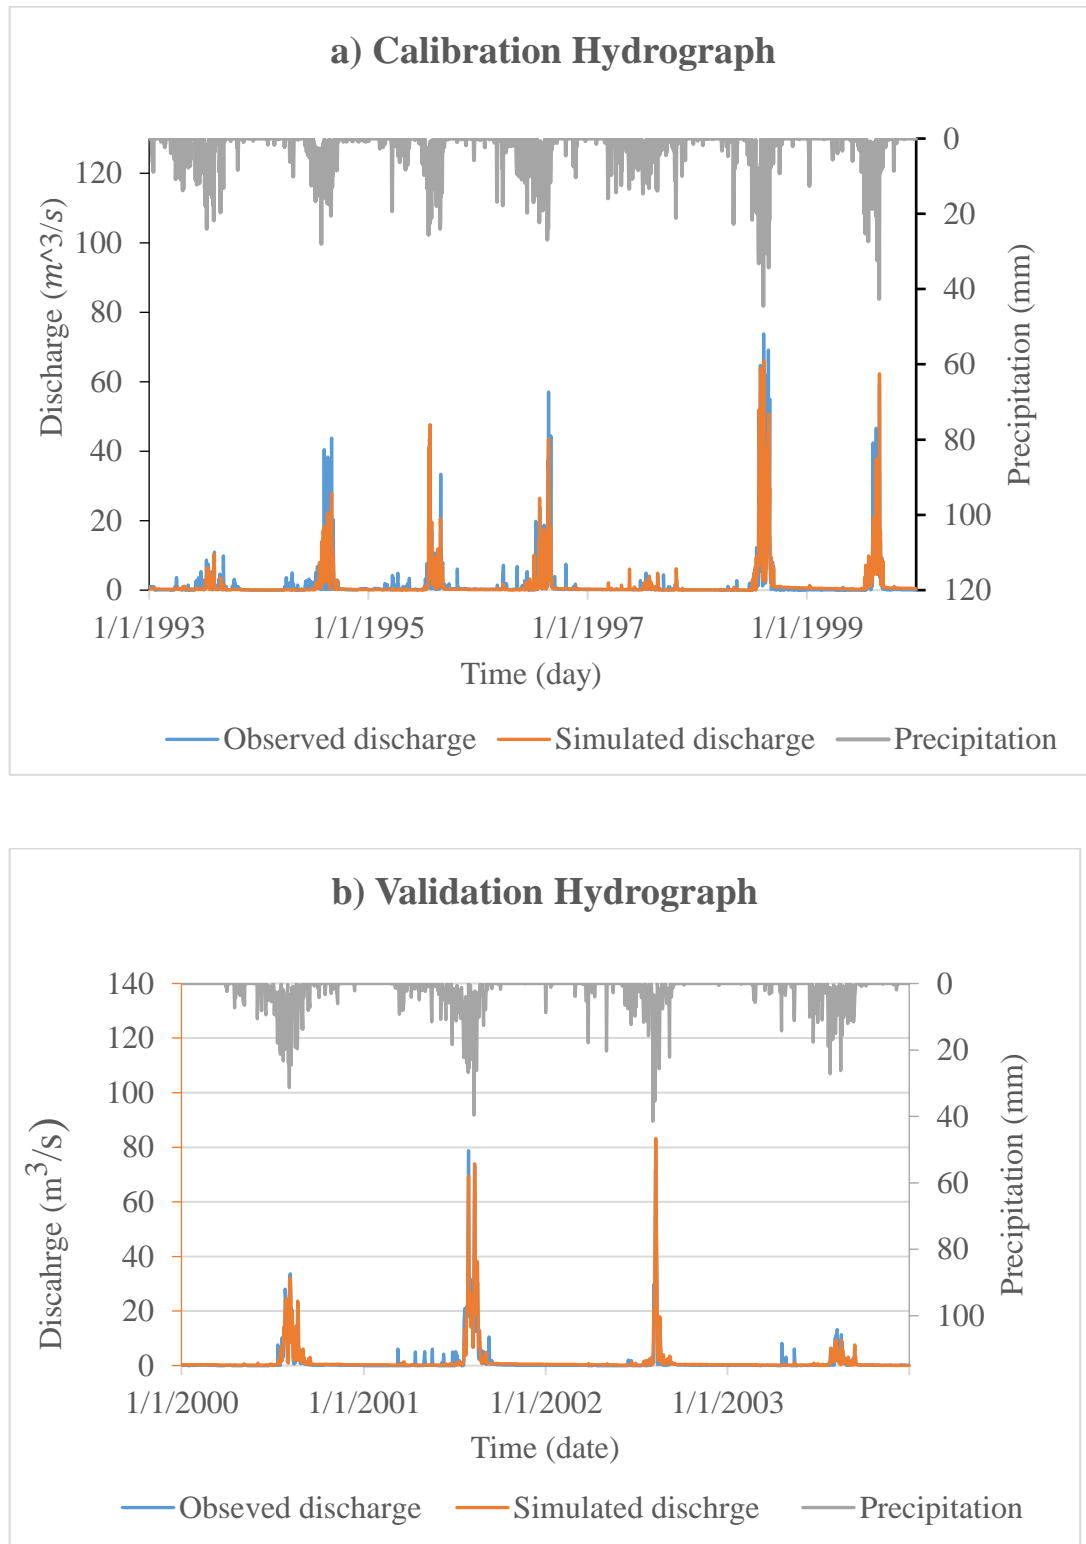 a) Calibration Hydrograph
Discharge (m^3/s)
120
100
80
60
40
20
0
0
20
40
60
80
100
120
Precipitation (mm)
1/1/1993 1/1/1995 1/1/1997 1/1/1999
Time (day)
Observed discharge Simulated discharge Precipitation
b) Validation Hydrograph
Discahrge (m³/s)
140
120
100
80
60
40
20
0
0
20
40
60
80
100
Precipitation (mm)
1/1/2000 1/1/2001 1/1/2002 1/1/2003
Time (date)
Obseved discharge Simulated dischrge Precipitation